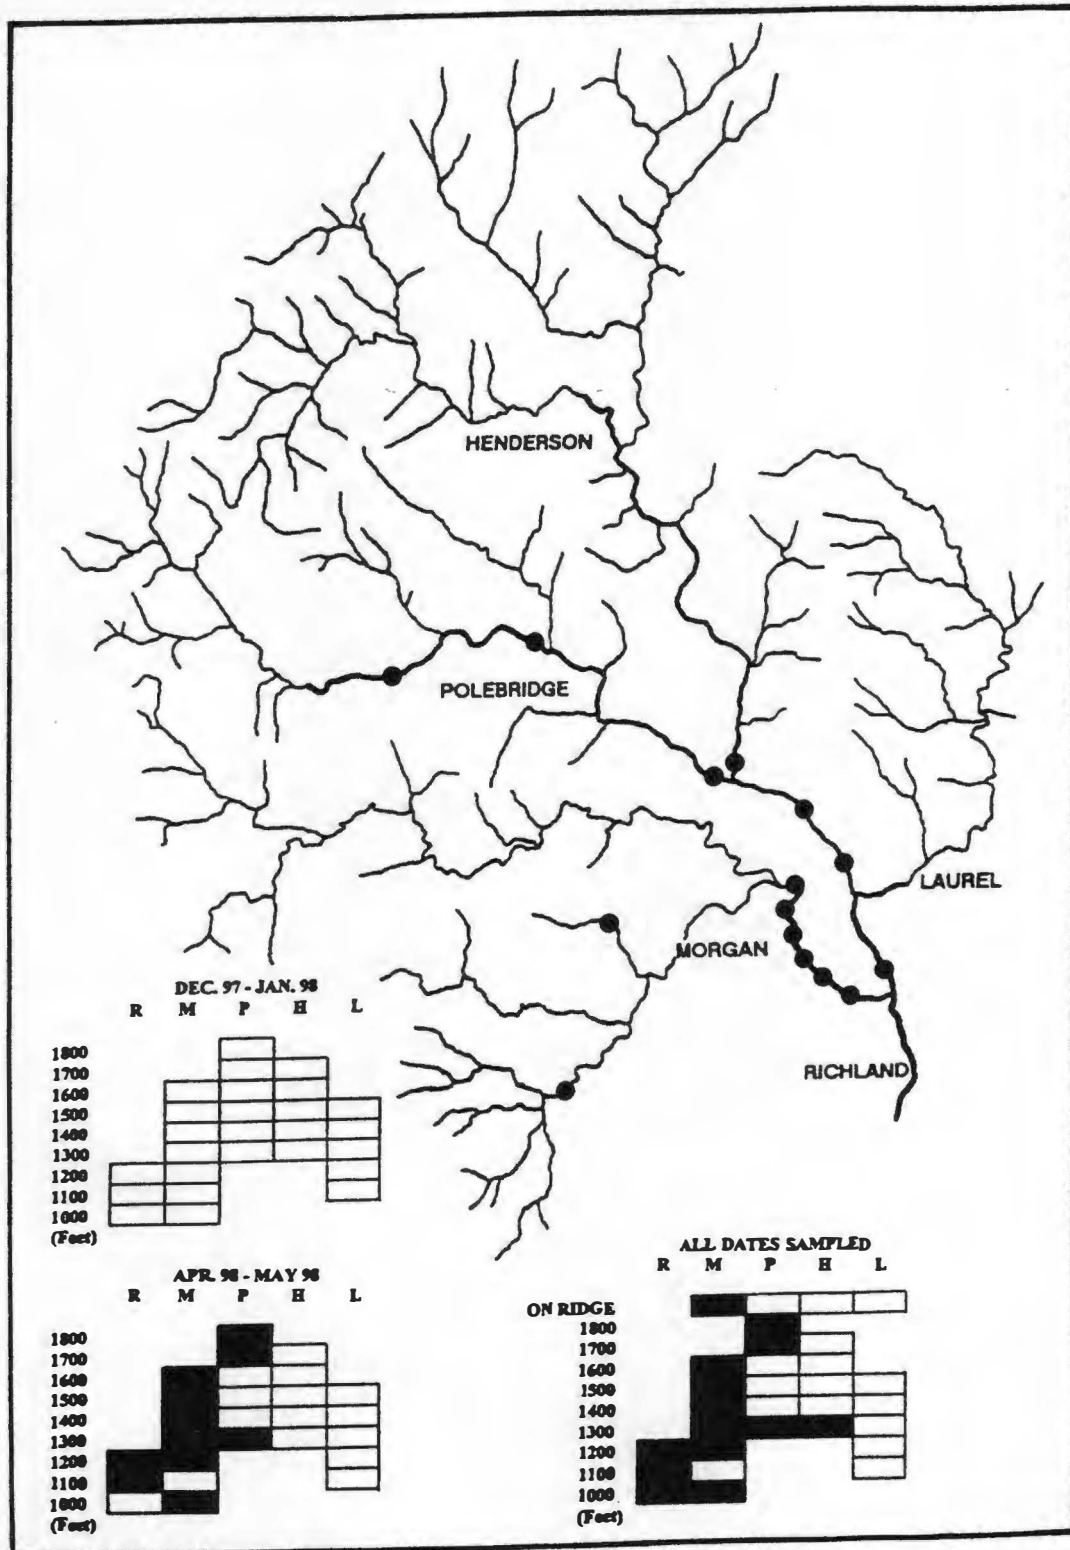 HENDERSON
POLEBRIDGE
LAUREL
MORGAN
RICHLAND
DEC. 97 - JAN. 98
R M P H L
1800
1700
1600
1500
1400
1300
1200
1100
1000
(Feet)
APR. 98 - MAY 98
R M P H L
1800
1700
1600
1500
1400
1300
1200
1100
1000
(Feet)
ALL DATES SAMPLED
R M P H L
ON RIDGE
1800
1700
1600
1500
1400
1300
1200
1100
1000
(Feet)